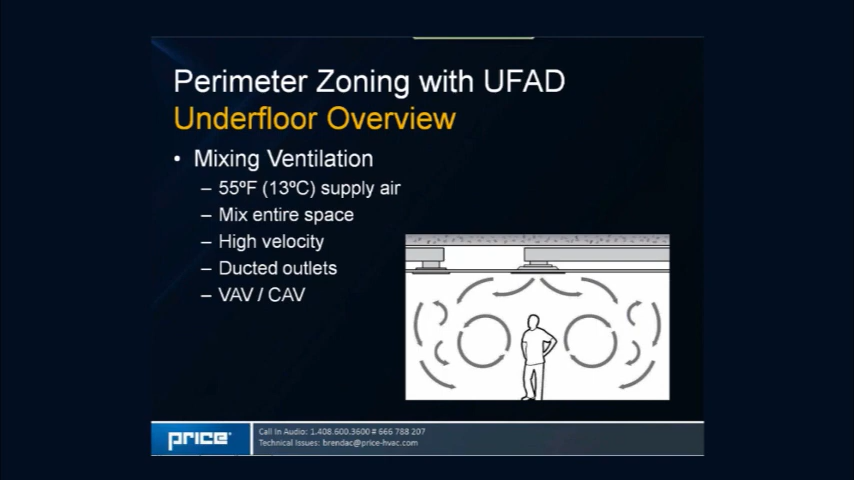 Perimeter Zoning with UFAD
Underfloor Overview
• Mixing Ventilation
– 55ºF (13ºC) supply air
– Mix entire space
– High velocity
– Ducted outlets
– VAV / CAV
PRICE
Call In Audio: 1.408.600.3600 # 666 788 207
Technical Issues: brendac@price-hvac.com